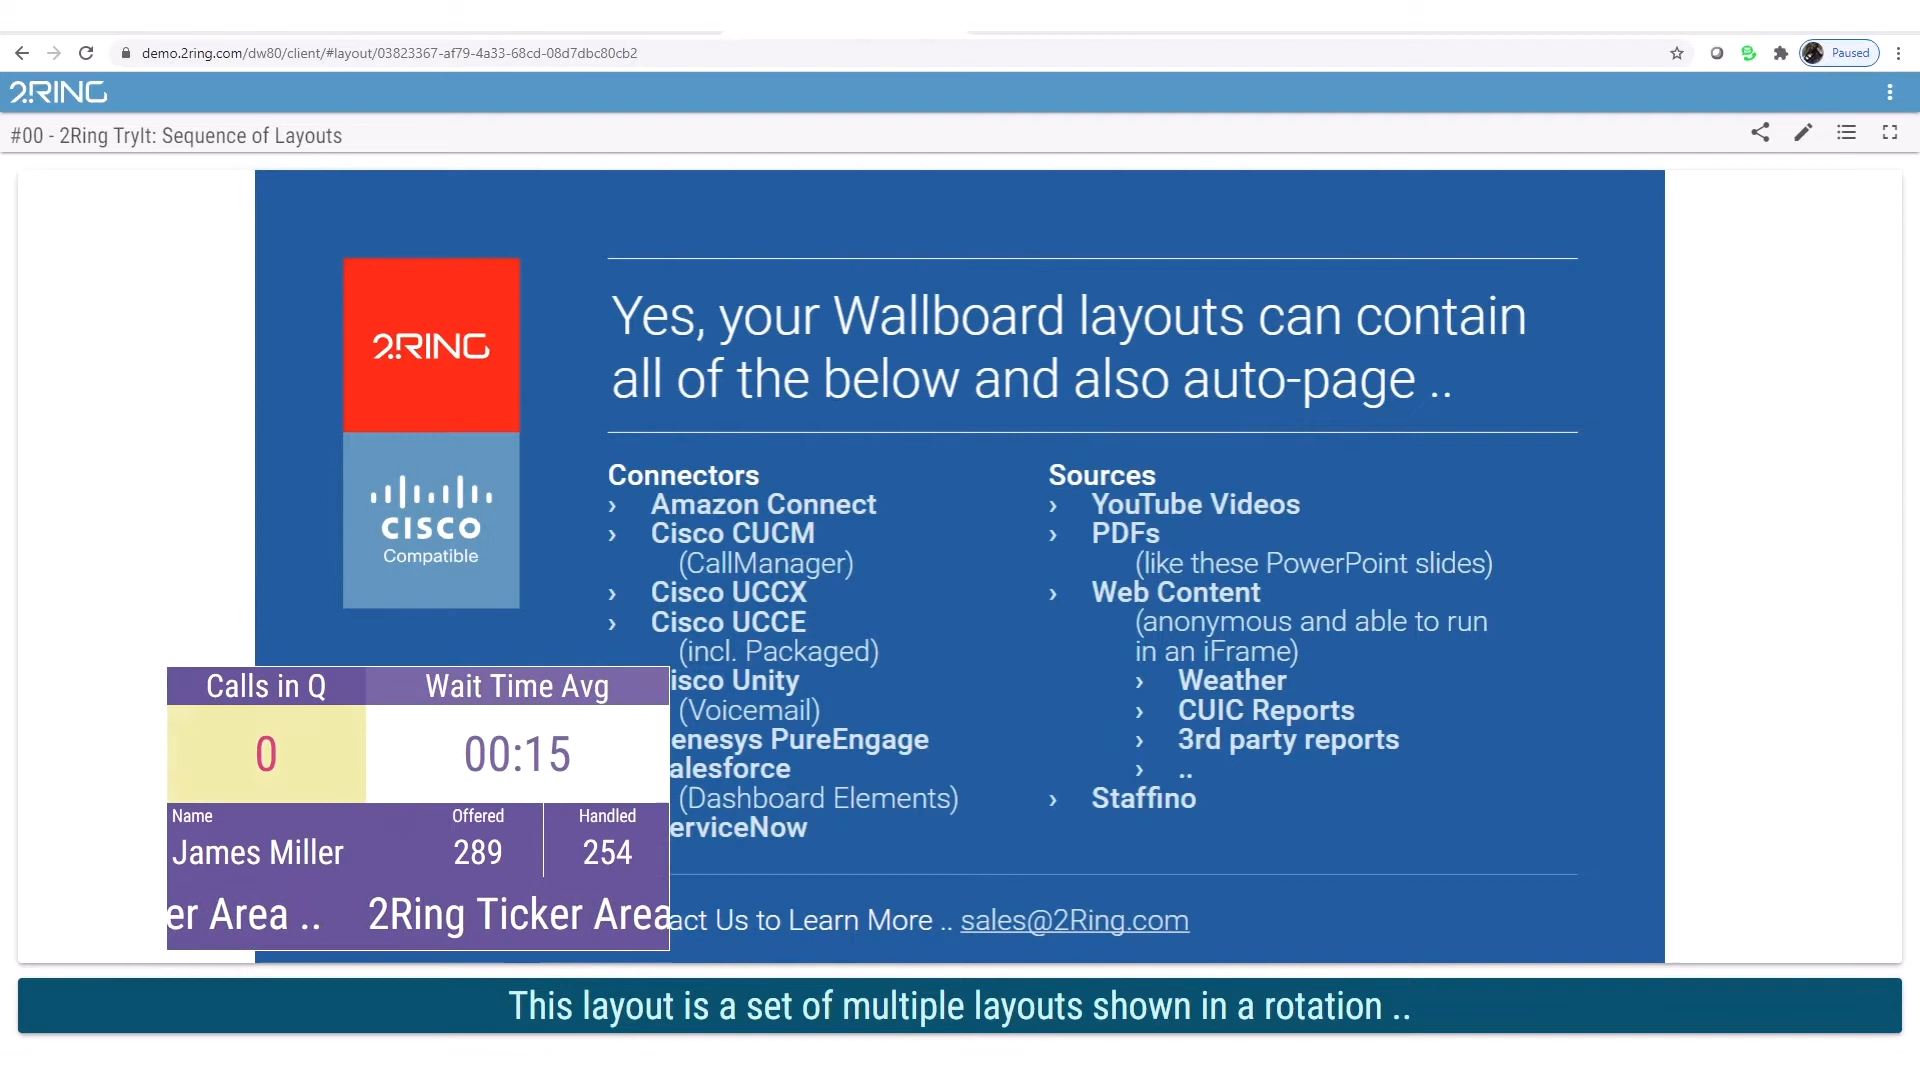 demo.2ring.com/dw80/client/#layout/03823367-af79-4a33-68cd-08d7dbc80cb2
Paused
2RING
#00 - 2Ring TryIt: Sequence of Layouts
2RING
CISCO
Compatible
Yes, your Wallboard layouts can contain
all of the below and also auto-page ..
Connectors
› Amazon Connect
› Cisco CUCM
(CallManager)
› Cisco UCCX
› Cisco UCCE
(incl. Packaged)
isco Unity
(Voicemail)
enesys PureEngage
alesforce
(Dashboard Elements)
erviceNow
Sources
› YouTube Videos
› PDFs
(like these PowerPoint slides)
› Web Content
(anonymous and able to run
in an iFrame)
› Weather
› CUIC Reports
› 3rd party reports
› ..
› Staffino
act Us to Learn More .. sales@2Ring.com
Calls in Q Wait Time Avg
0 00:15
Name Offered Handled
James Miller 289 254
er Area .. 2Ring Ticker Area
This layout is a set of multiple layouts shown in a rotation ..